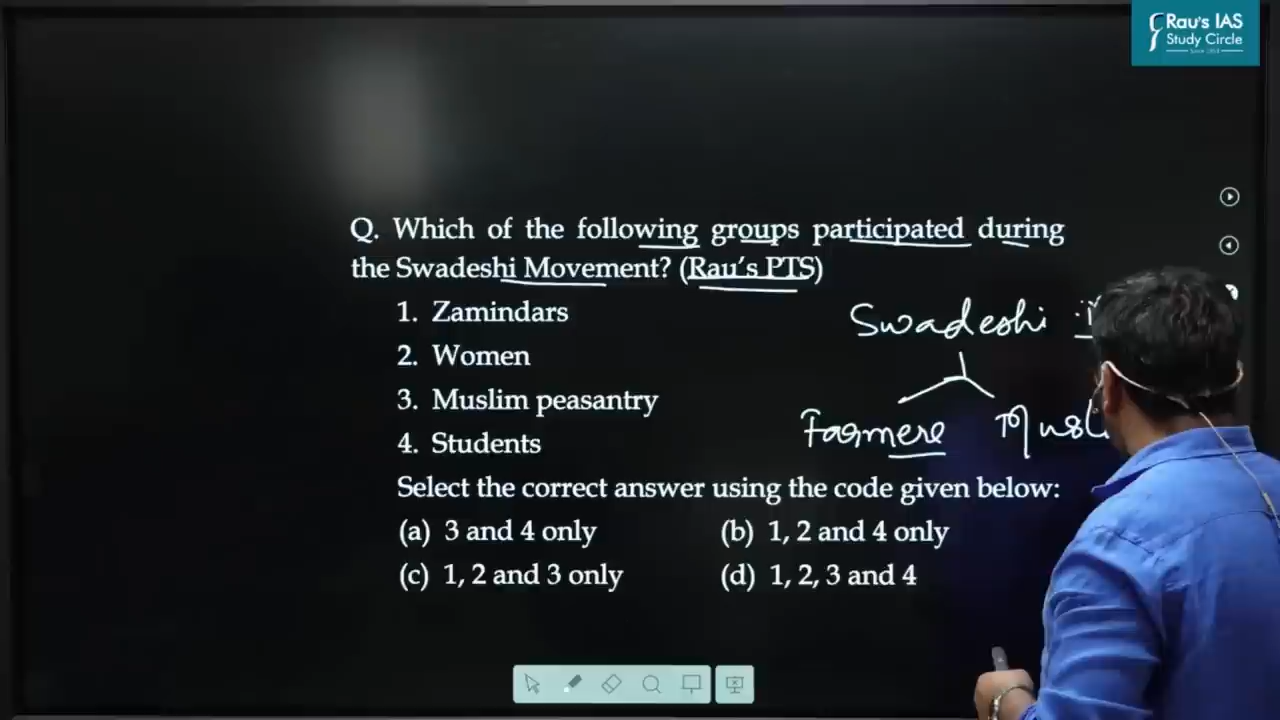 Rau's IAS
Study Circle
Q. Which of the following groups participated during
the Swadeshi Movement? (Rau's PTS)
1. Zamindars
2. Women
3. Muslim peasantry
4. Students
Swadeshi
Farmere
Select the correct answer using the code given below:
(a) 3 and 4 only
(b) 1, 2 and 4 only
(c) 1, 2 and 3 only
(d) 1, 2, 3 and 4